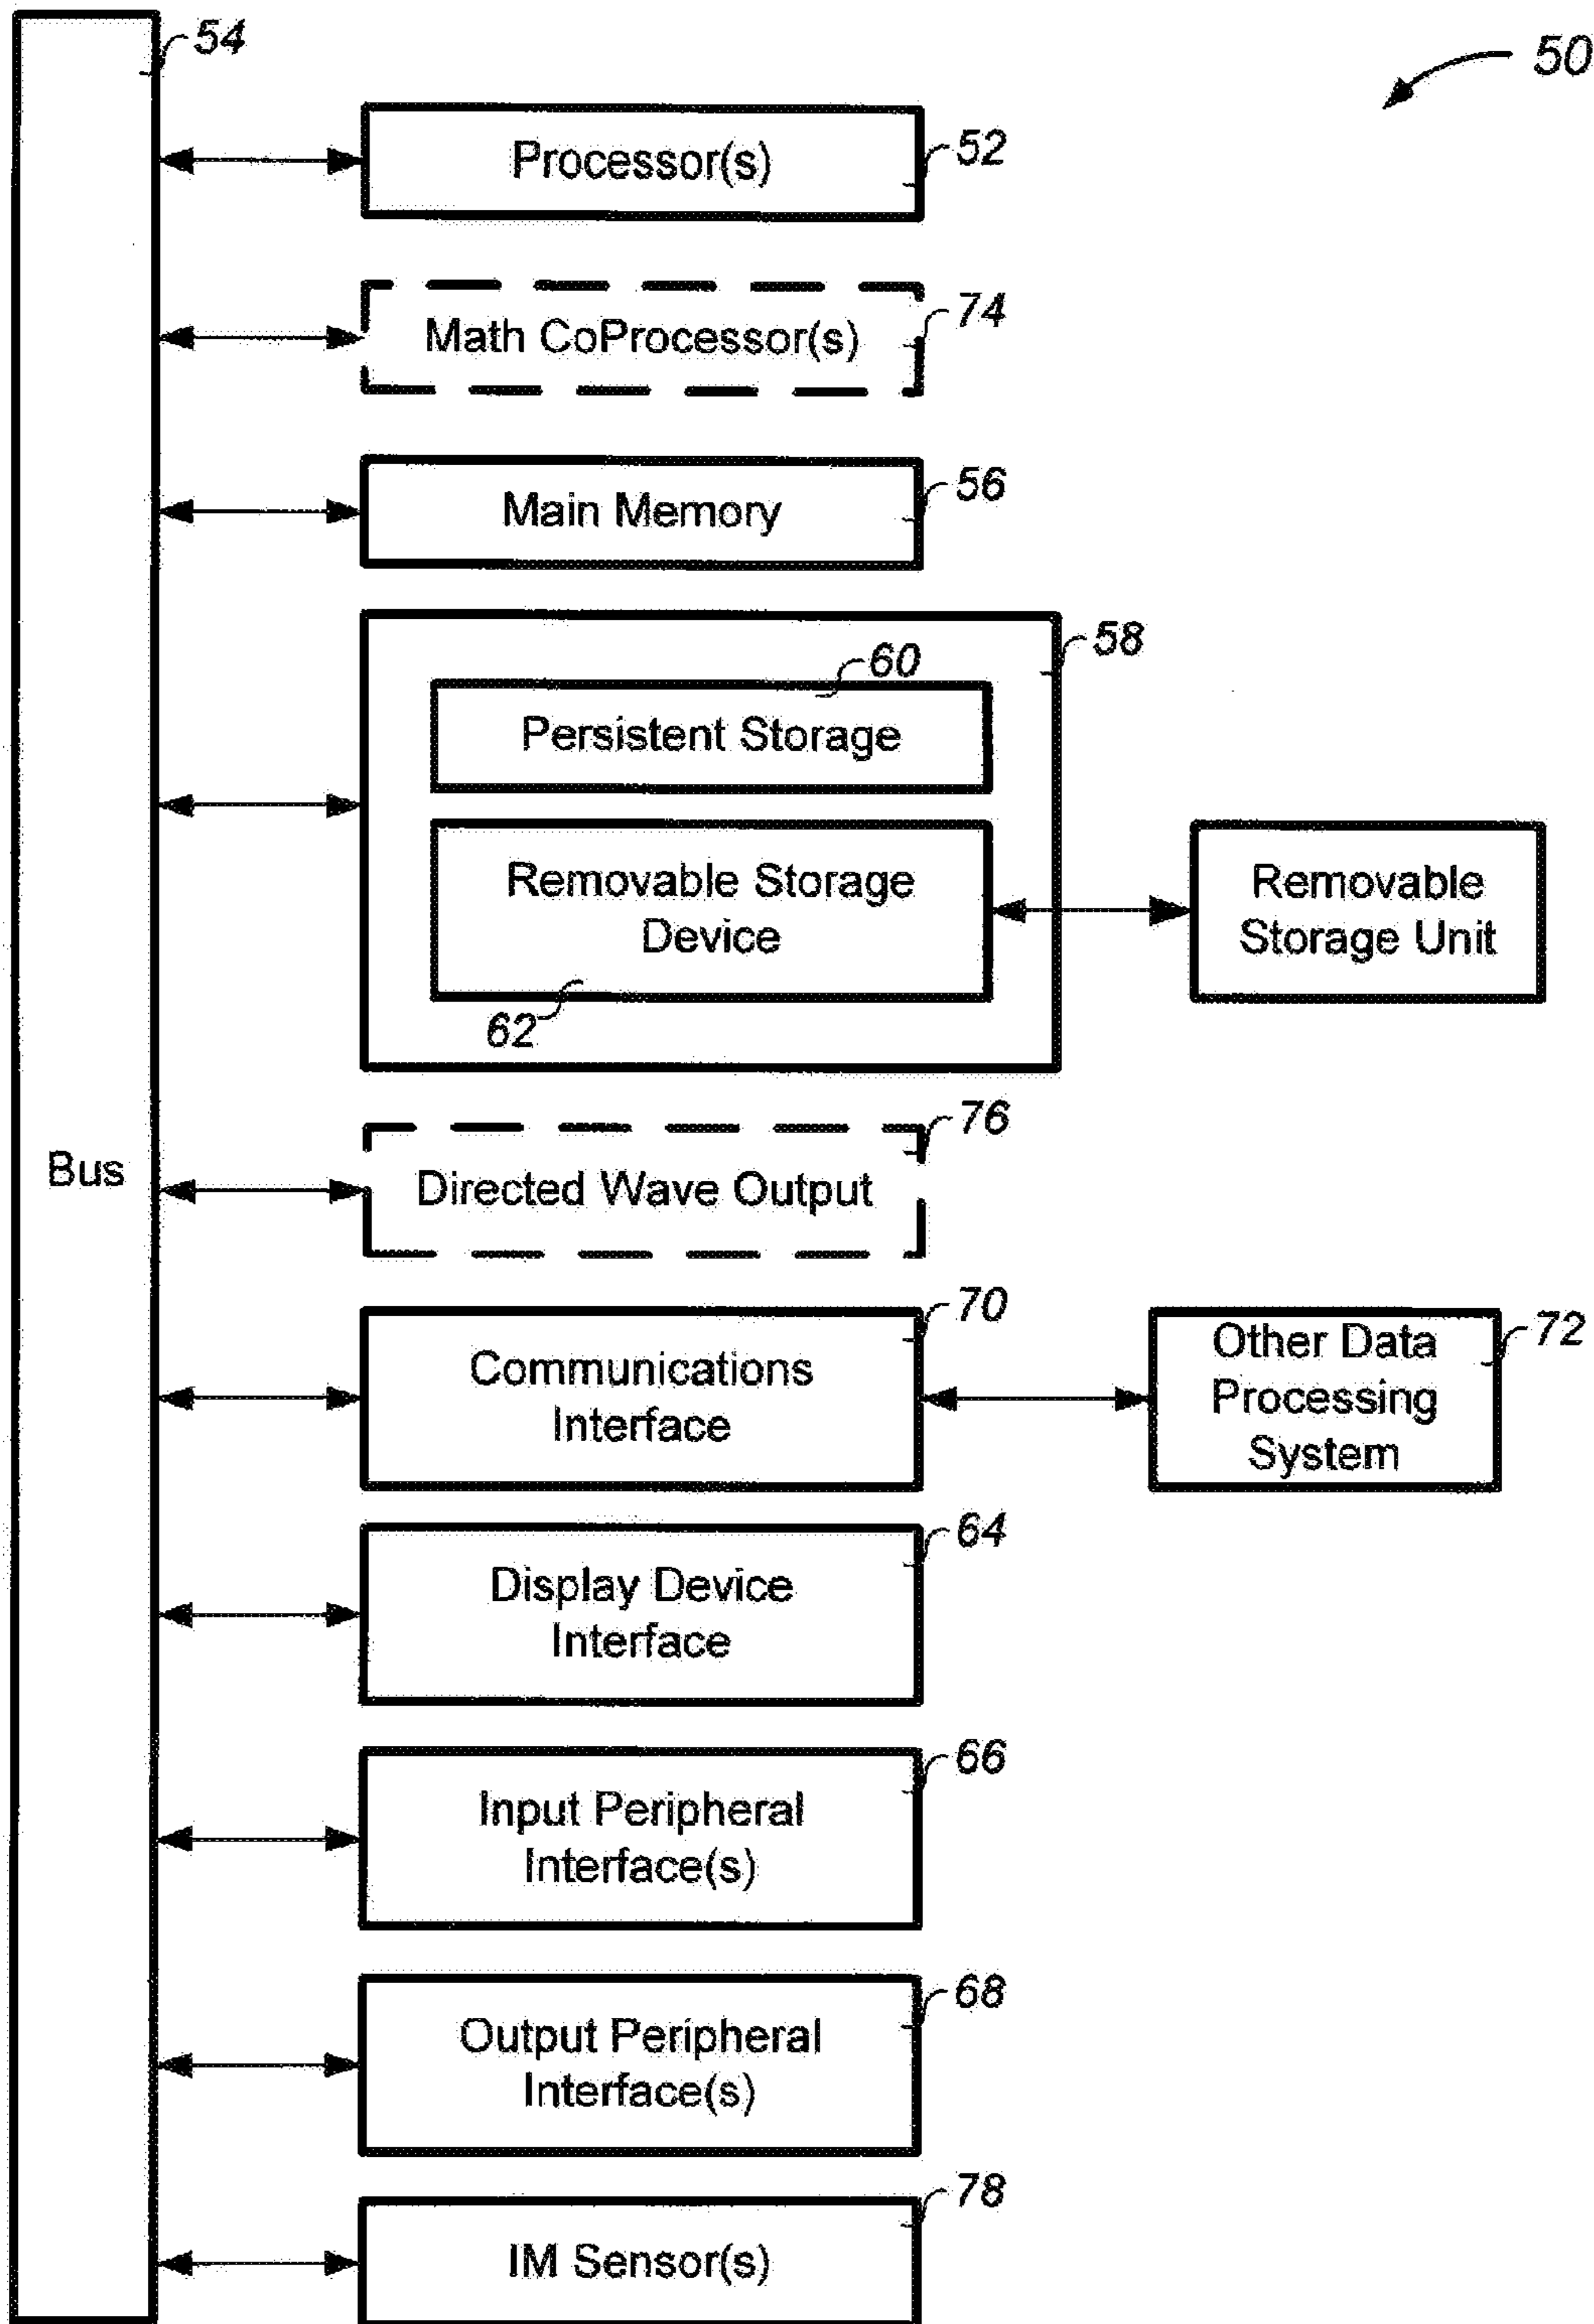 54
50
Processor(s)
52
Math CoProcessor(s)
74
Main Memory
56
58
60
Persistent Storage
Removable Storage
Device
62
Removable
Storage Unit
Bus
76
Directed Wave Output
70
Communications
Interface
Other Data
Processing
System
72
64
Display Device
Interface
66
Input Peripheral
Interface(s)
68
Output Peripheral
Interface(s)
78
IM Sensor(s)